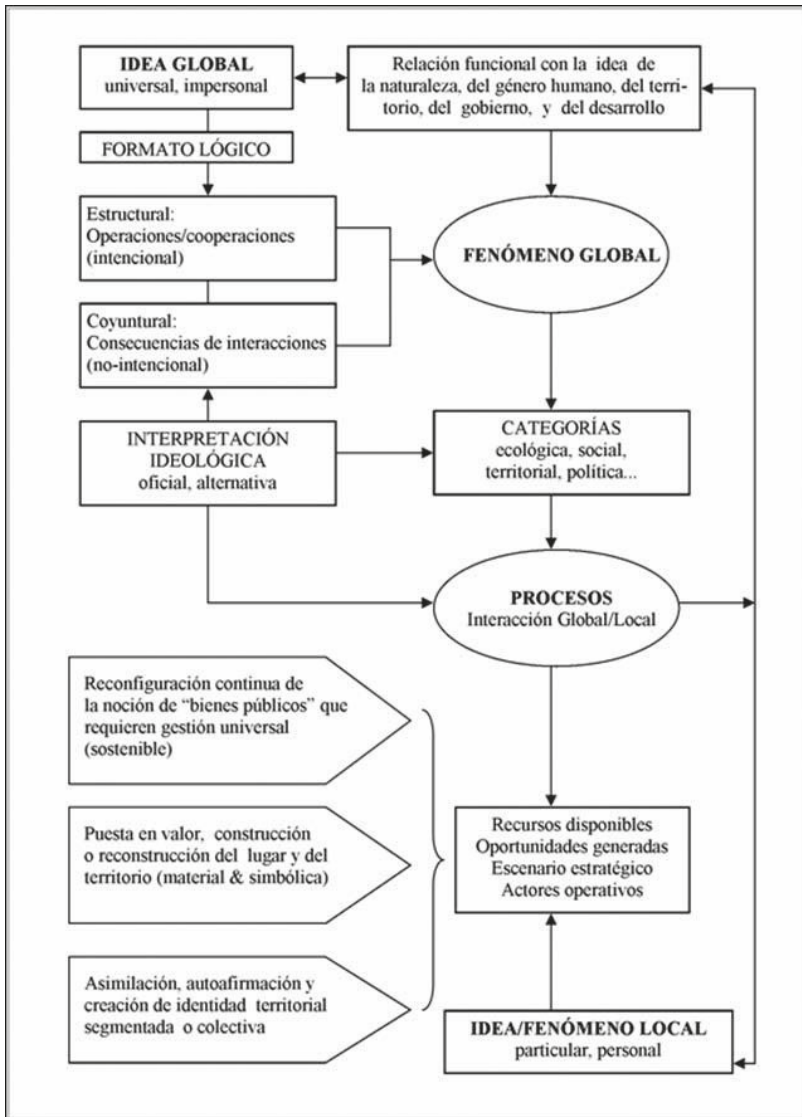 IDEA GLOBAL
universal, impersonal
Relación funcional con la idea de
la naturaleza, del género humano, del terri-
torio, del gobierno, y del desarrollo
FORMATO LÓGICO
Estructural:
Operaciones/cooperaciones
(intencional)
FENÓMENO GLOBAL
Coyuntural:
Consecuencias de interacciones
(no-intencional)
INTERPRETACIÓN
IDEOLÓGICA
oficial, alternativa
CATEGORÍAS
ecológica, social,
territorial, política...
PROCESOS
Interacción Global/Local
Reconfiguración continua de
la noción de “bienes públicos” que
requieren gestión universal
(sostenible)
Puesta en valor, construcción
o reconstrucción del lugar y del
territorio (material & simbólica)
Recursos disponibles
Oportunidades generadas
Escenario estratégico
Actores operativos
Asimilación, autoafirmación y
creación de identidad territorial
segmentada o colectiva
IDEA/FENÓMENO LOCAL
particular, personal